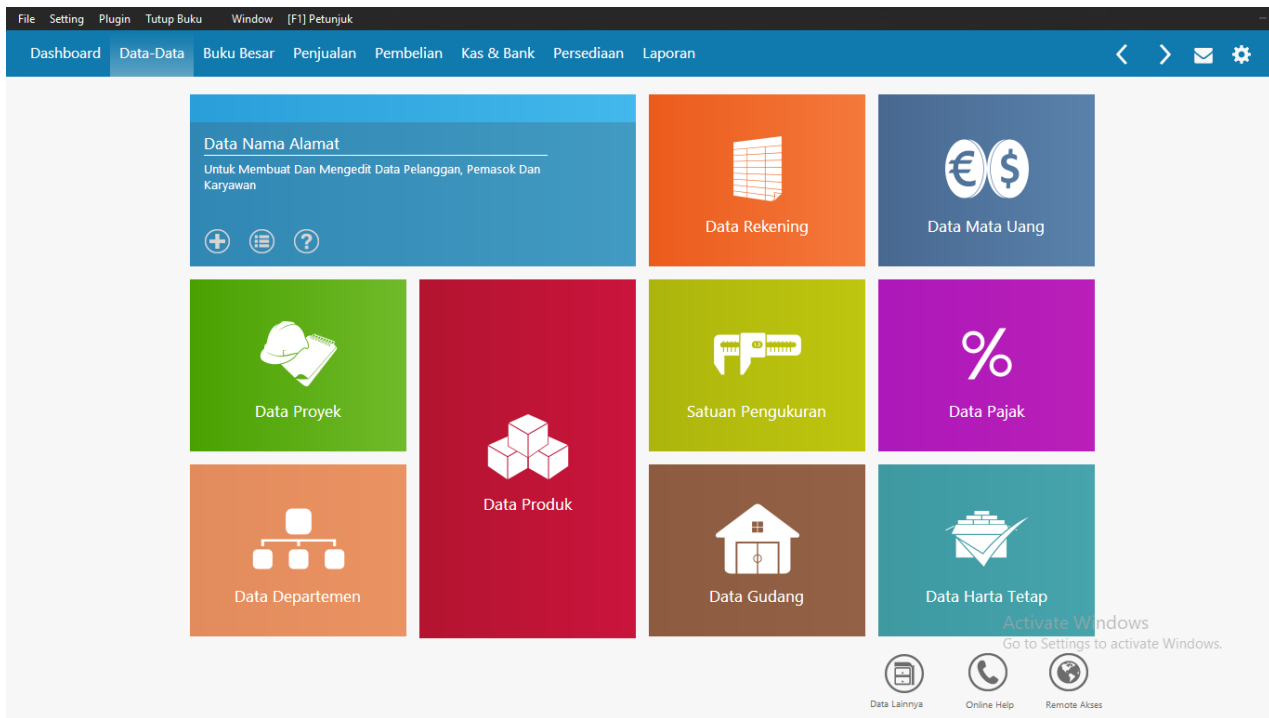 File Setting Plugin Tutup Buku Window [F1] Petunjuk
Dashboard Data-Data Buku Besar Penjualan Pembelian Kas & Bank Persediaan Laporan
Data Nama Alamat
Untuk Membuat Dan Mengedit Data Pelanggan, Pemasok Dan
Karyawan
?
Data Rekening
€ $
Data Mata Uang
Data Proyek
Data Produk
Satuan Pengukuran
%
Data Pajak
Data Departemen
Data Gudang
Data Harta Tetap
Activate Windows
Go to Settings to activate Windows.
Data Lainnya
Online Help
Remote Akses